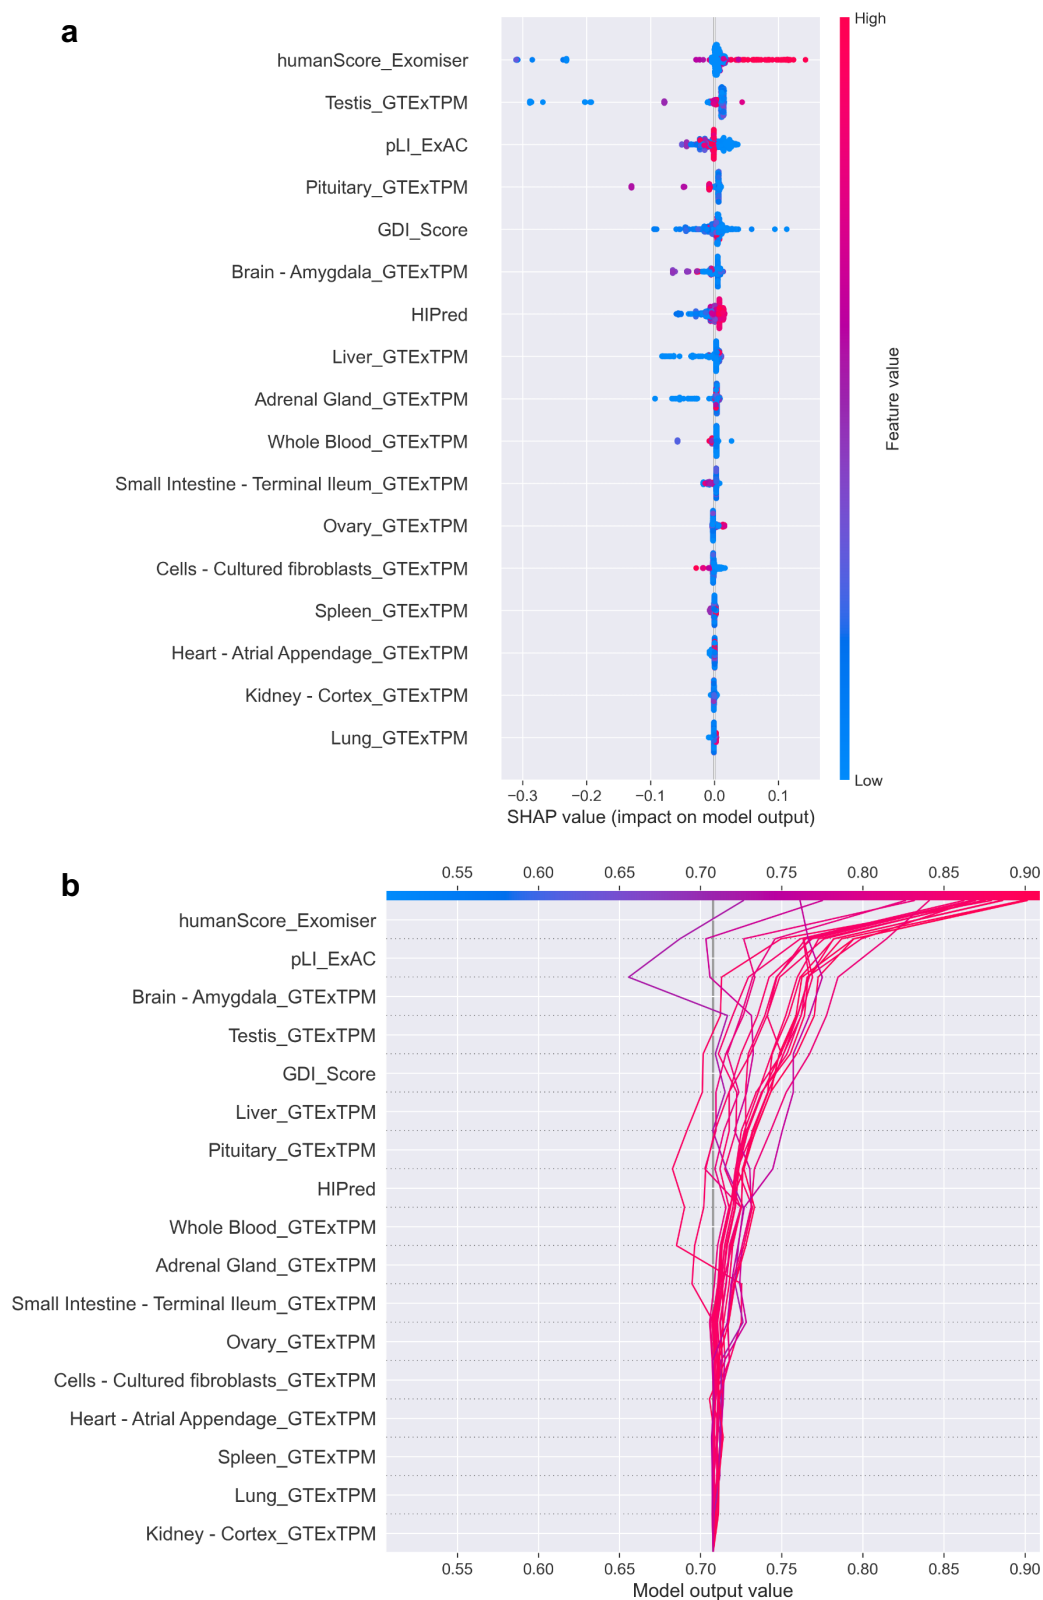 a
High
humanScore_Exomiser
Testis_GTExTPM
pLI_ExAC
Pituitary_GTExTPM
GDI_Score
Brain - Amygdala_GTExTPM
HIPred
Liver_GTExTPM
Adrenal Gland_GTExTPM
Whole Blood_GTExTPM
Small Intestine - Terminal Ileum_GTExTPM
Ovary_GTExTPM
Cells - Cultured fibroblasts_GTExTPM
Spleen_GTExTPM
Heart - Atrial Appendage_GTExTPM
Kidney - Cortex_GTExTPM
Lung_GTExTPM
Feature value
Low
−0.3 −0.2 −0.1 0.0 0.1
SHAP value (impact on model output)
b
0.55 0.60 0.65 0.70 0.75 0.80 0.85 0.90
humanScore_Exomiser
pLI_ExAC
Brain - Amygdala_GTExTPM
Testis_GTExTPM
GDI_Score
Liver_GTExTPM
Pituitary_GTExTPM
HIPred
Whole Blood_GTExTPM
Adrenal Gland_GTExTPM
Small Intestine - Terminal Ileum_GTExTPM
Ovary_GTExTPM
Cells - Cultured fibroblasts_GTExTPM
Heart - Atrial Appendage_GTExTPM
Spleen_GTExTPM
Lung_GTExTPM
Kidney - Cortex_GTExTPM
0.55 0.60 0.65 0.70 0.75 0.80 0.85 0.90
Model output value